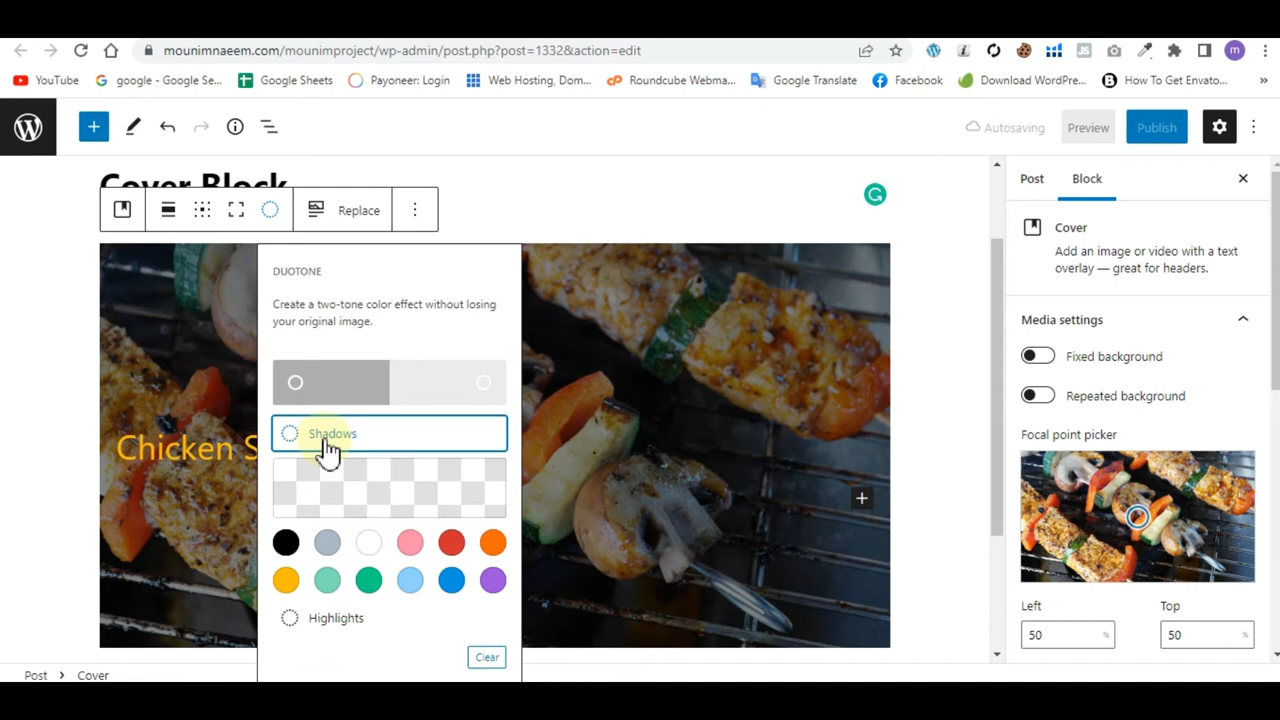 mounimnaeem.com/mounimproject/wp-admin/post.php?post=1332&action=edit
m
YouTube
google - Google Se...
Google Sheets
Payoneer: Login
Web Hosting, Dom...
Roundcube Webma...
Google Translate
Facebook
Download WordPre...
How To Get Envato...
»
Autosaving
Preview
Publish
Cover Block
Replace
DUOTONE
Create a two-tone color effect without losing
your original image.
Shadows
Highlights
Clear
Chicken S
Post
Block
Cover
Add an image or video with a text
overlay — great for headers.
Media settings
Fixed background
Repeated background
Focal point picker
Left
Top
50 %
50 %
Post > Cover